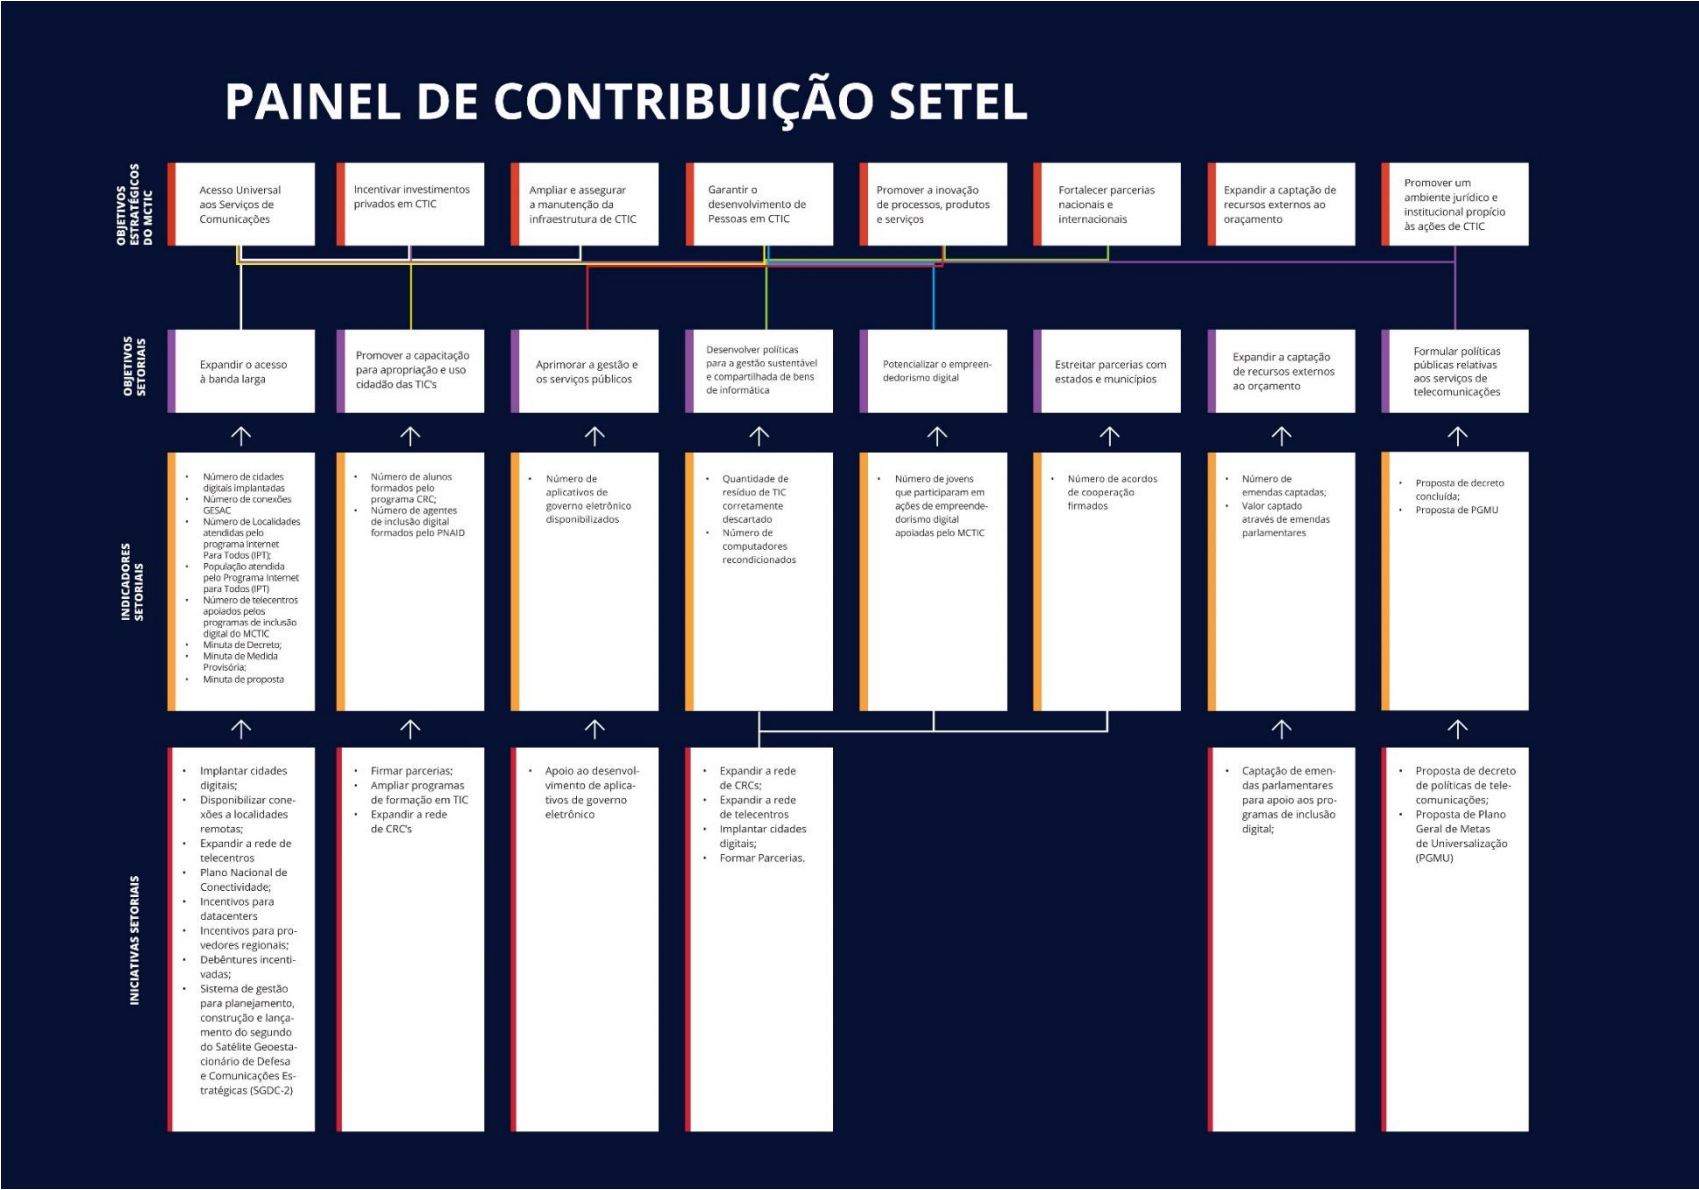 PAINEL DE CONTRIBUIÇÃO SETEL
OBJETIVOS
ESTRATÉGICOS
DO MCTIC
Acesso Universal
aos Serviços de
Comunicações
Incentivar investimentos
privados em CTIC
Ampliar e assegurar
a manutenção da
infraestrutura de CTIC
Garantir o
desenvolvimento de
Pessoas em CTIC
Promover a inovação
de processos, produtos
e serviços
Fortalecer parcerias
nacionais e
internacionais
Expandir a captação de
recursos externos ao
oraçamento
Promover um
ambiente jurídico e
institucional propício
às ações de CTIC
OBJETIVOS
SETORIAIS
Expandir o acesso
à banda larga
Promover a capacitação
para apropriação e uso
cidadão das TIC's
Aprimorar a gestão e
os serviços públicos
Desenvolver políticas
para a gestão sustentável
e compartilhada de bens
de informática
Potencializar o empreen-
dedorismo digital
Estreitar parcerias com
estados e municípios
Expandir a captação
de recursos externos
ao orçamento
Formular políticas
públicas relativas
aos serviços de
telecomunicações
INDICADORES
SETORIAIS
• Número de cidades
digitais implantadas
• Número de conexões
GESAC
• Número de Localidades
atendidas pelo
programa Internet
Para Todos (IPT);
• População atendida
pelo Programa Internet
para Todos (IPT)
• Número de telecentros
apoiados pelos
programas de inclusão
digital do MCTIC
• Minuta de Decreto;
• Minuta de Medida
Provisória;
• Minuta de proposta
• Número de alunos
formados pelo
programa CRC;
• Número de agentes
de inclusão digital
formados pelo PNAID
• Número de
aplicativos de
governo eletrônico
disponibilizados
• Quantidade de
resíduo de TIC
corretamente
descartado
• Número de
computadores
recondicionados
• Número de jovens
que participaram em
ações de empreende-
dorismo digital
apoiadas pelo MCTIC
• Número de acordos
de cooperação
firmados
• Número de
emendas captadas;
• Valor captado
através de emendas
parlamentares
• Proposta de decreto
concluída;
• Proposta de PGMU
INICIATIVAS SETORIAIS
• Implantar cidades
digitais;
• Disponibilizar cone-
xões a localidades
remotas;
• Expandir a rede de
telecentros
• Plano Nacional de
Conectividade;
• Incentivos para
datacenters
• Incentivos para pro-
vedores regionais;
• Debêntures incenti-
vadas;
• Sistema de gestão
para planejamento,
construção e lança-
mento do segundo
do Satélite Geoesta-
cionário de Defesa
e Comunicações Es-
tratégicas (SGDC-2)
• Firmar parcerias;
• Ampliar programas
de formação em TIC
• Expandir a rede
de CRC's
• Apoio ao desenvol-
vimento de aplica-
tivos de governo
eletrônico
• Expandir a rede
de CRCs;
• Expandir a rede
de telecentros
• Implantar cidades
digitais;
• Formar Parcerias.
• Captação de emen-
das parlamentares
para apoio aos pro-
gramas de inclusão
digital;
• Proposta de decreto
de políticas de tele-
comunicações;
• Proposta de Plano
Geral de Metas
de Universalização
(PGMU)